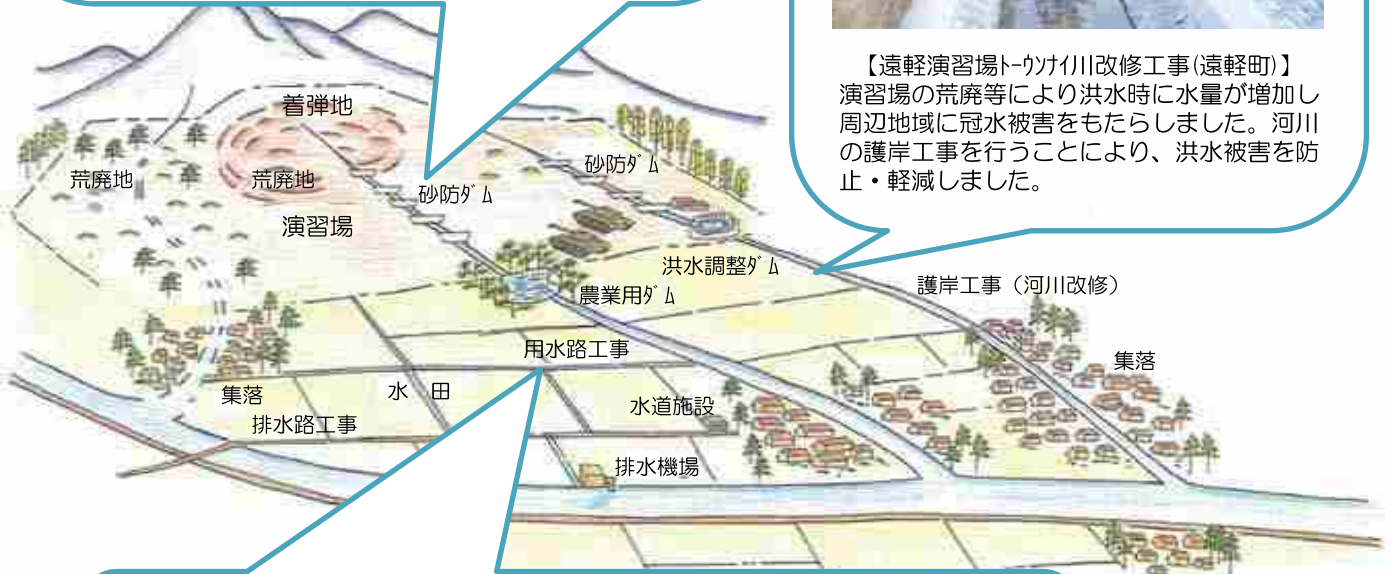 【遠軽演習場ﾄｰｳﾝﾅｲ川改修工事(遠軽町)】
演習場の荒廃等により洪水時に水量が増加し
周辺地域に冠水被害をもたらしました。河川
の護岸工事を行うことにより、洪水被害を防
止・軽減しました。
着弾地
荒廃地
荒廃地
砂防ﾀﾞﾑ
砂防ﾀﾞﾑ
演習場
洪水調整ﾀﾞﾑ
農業用ﾀﾞﾑ
護岸工事（河川改修）
用水路工事
集落
集落
水　田
水道施設
排水路工事
排水機場